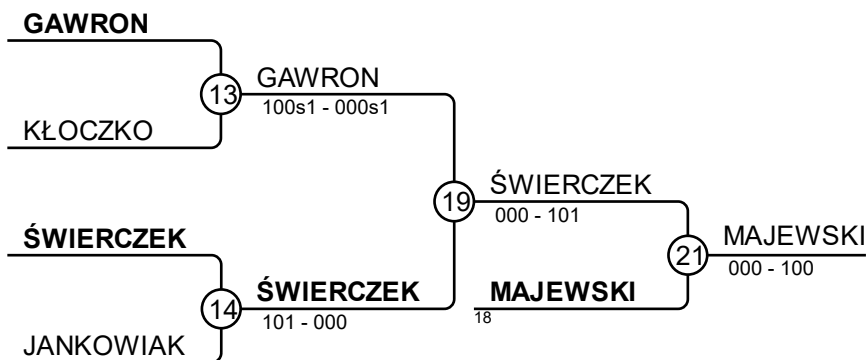 GAWRON
13
GAWRON
100s1 - 000s1
KŁOCZKO
19
ŚWIERCZEK
000 - 101
ŚWIERCZEK
21
MAJEWSKI
000 - 100
14
ŚWIERCZEK
101 - 000
MAJEWSKI
18
JANKOWIAK